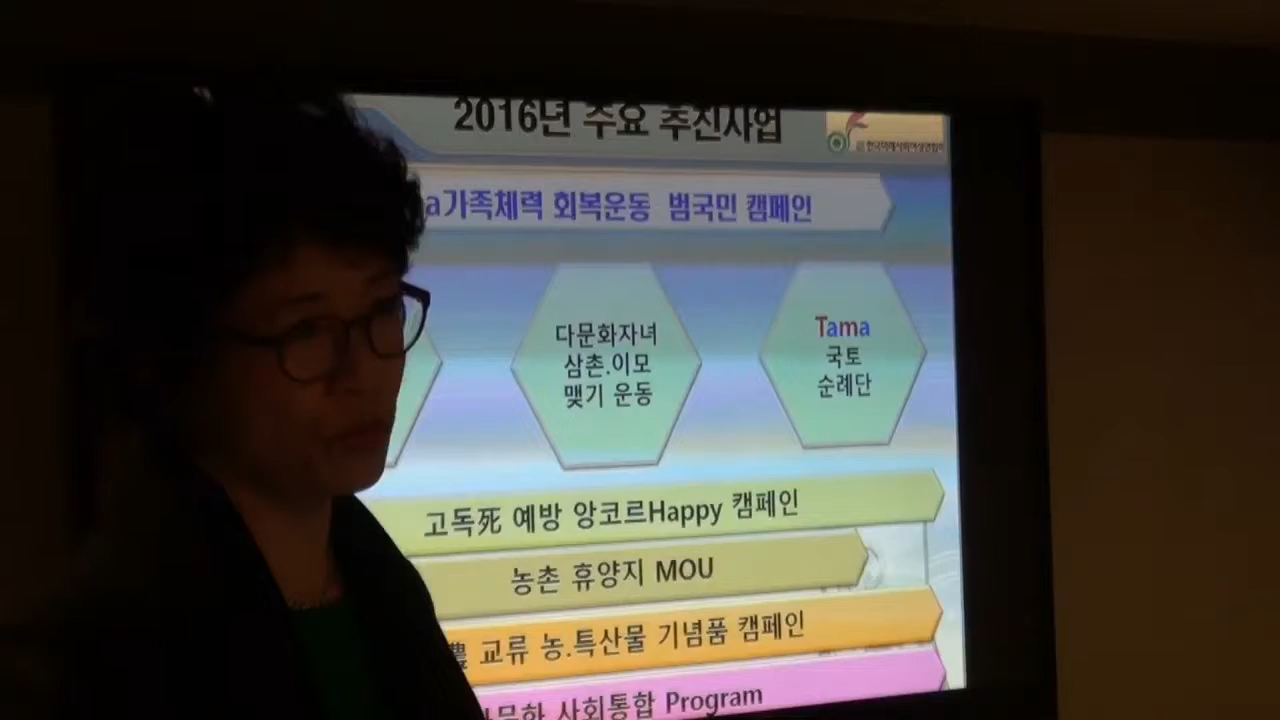 2016년 주요 추진사업
a가족체력 회복운동 범국민 캠페인
다문화자녀
삼촌.이모
맺기 운동
Tama
국토
순례단
고독死 예방 앙코르Happy 캠페인
농촌 휴양지 MOU
農 교류 농.특산물 기념품 캠페인
사회통합 Program